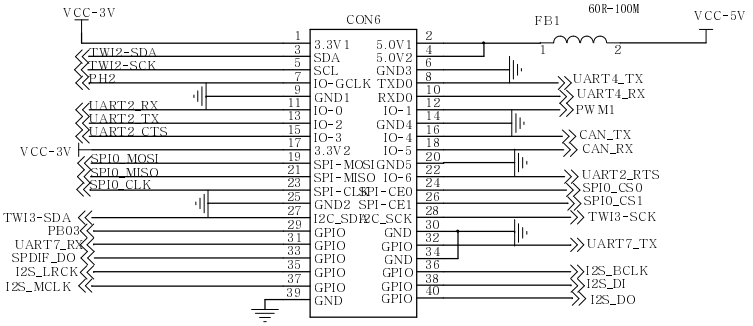 VCC-3V CON6 FB1 60R-100M VCC-5V
1 3.3V1 5.0V1 2 1 2
TWI2-SDA 3 SDA 5.0V2 4
TWI2-SCK 5 SCL GND3 6
PH2 7 IO-GCLK TXD0 8 UART4_TX
9 GND1 RXD0 10 UART4_RX
UART2_RX 11 IO-0 IO-1 12 PWM1
UART2_TX 13 IO-2 GND4 14
UART2_CTS 15 IO-3 IO-4 16 CAN_TX
VCC-3V 17 3.3V2 IO-5 18 CAN_RX
SPI0_MOSI 19 SPI-MOSI GND5 20
SPI0_MISO 21 SPI-MISO IO-6 22 UART2_RTS
SPI0_CLK 23 SPI-CLK SPI-CE0 24 SPI0_CS0
25 GND2 SPI-CE1 26 SPI0_CS1
TWI3-SDA 27 I2C_SDA I2C_SCK 28 TWI3-SCK
PB03 29 GPIO GND 30
UART7_RX 31 GPIO GPIO 32 UART7_TX
SPDIF_DO 33 GPIO GND 34
I2S_LRCK 35 GPIO GPIO 36 I2S_BCLK
I2S_MCLK 37 GPIO GPIO 38 I2S_DI
39 GND GPIO 40 I2S_DO